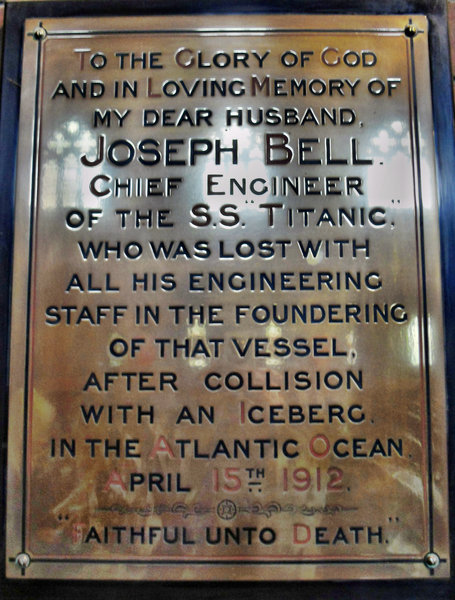 To the Glory of God
and in Loving Memory of
my dear husband,
Joseph Bell.
Chief Engineer
of the S.S. "Titanic,"
who was lost with
all his engineering
staff in the foundering
of that vessel,
after collision
with an Iceberg.
in the Atlantic Ocean.
April 15th 1912.
"Faithful unto Death."